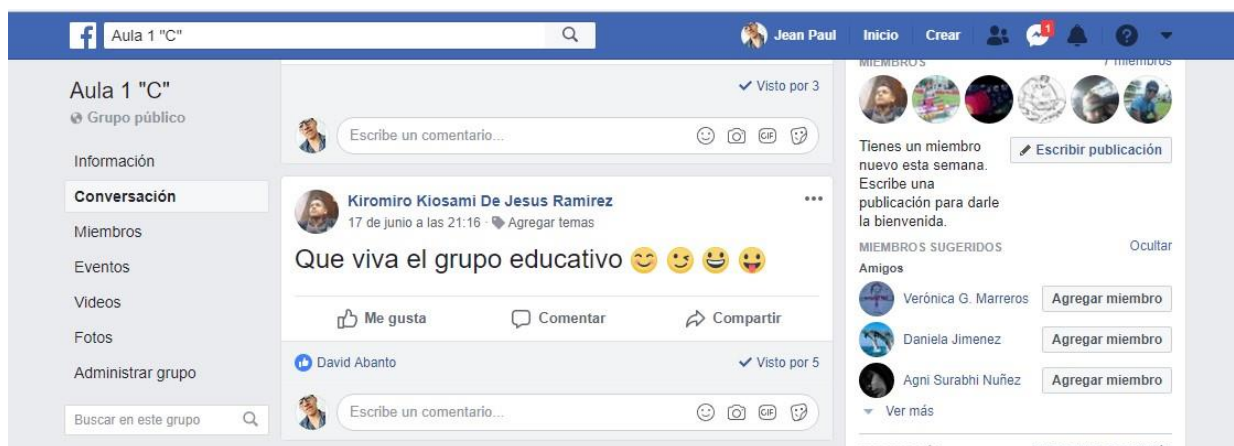 Aula 1 "C"
Jean Paul
Inicio
Crear
1
Aula 1 "C"
Grupo público
Información
Conversación
Miembros
Eventos
Videos
Fotos
Administrar grupo
Buscar en este grupo
Visto por 3
Escribe un comentario...
GIF
Kiromiro Kiosami De Jesus Ramirez
17 de junio a las 21:16 · Agregar temas
Que viva el grupo educativo 😊 😉 😀 😛
Me gusta
Comentar
Compartir
David Abanto
Visto por 5
Escribe un comentario...
GIF
MIEMBROS
7 miembros
Tienes un miembro
nuevo esta semana.
Escribe una
publicación para darle
la bienvenida.
Escribir publicación
MIEMBROS SUGERIDOS
Ocultar
Amigos
Verónica G. Marreros
Agregar miembro
Daniela Jimenez
Agregar miembro
Agni Surabhi Nuñez
Agregar miembro
Ver más